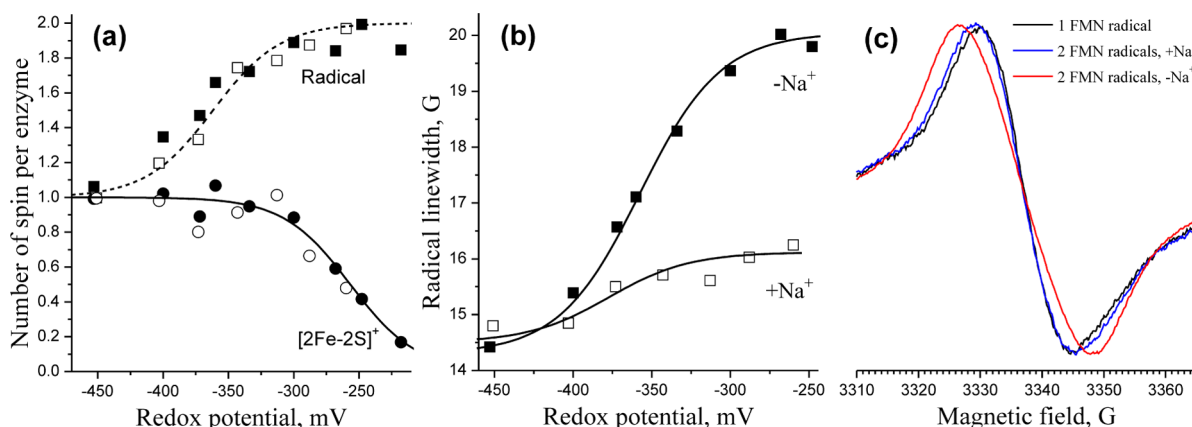 (a)
Number of spin per enzyme
2.0
1.8
1.6
1.4
1.2
1.0
0.8
0.6
0.4
0.2
0.0
Radical
[2Fe-2S]⁺
-450 -400 -350 -300 -250
Redox potential, mV
(b)
Radical linewidth, G
20
19
18
17
16
15
14
-Na⁺
+Na⁺
-450 -400 -350 -300 -250
Redox potential, mV
(c)
1 FMN radical
2 FMN radicals, +Na⁺
2 FMN radicals, -Na⁺
3310 3320 3330 3340 3350 3360
Magnetic field, G